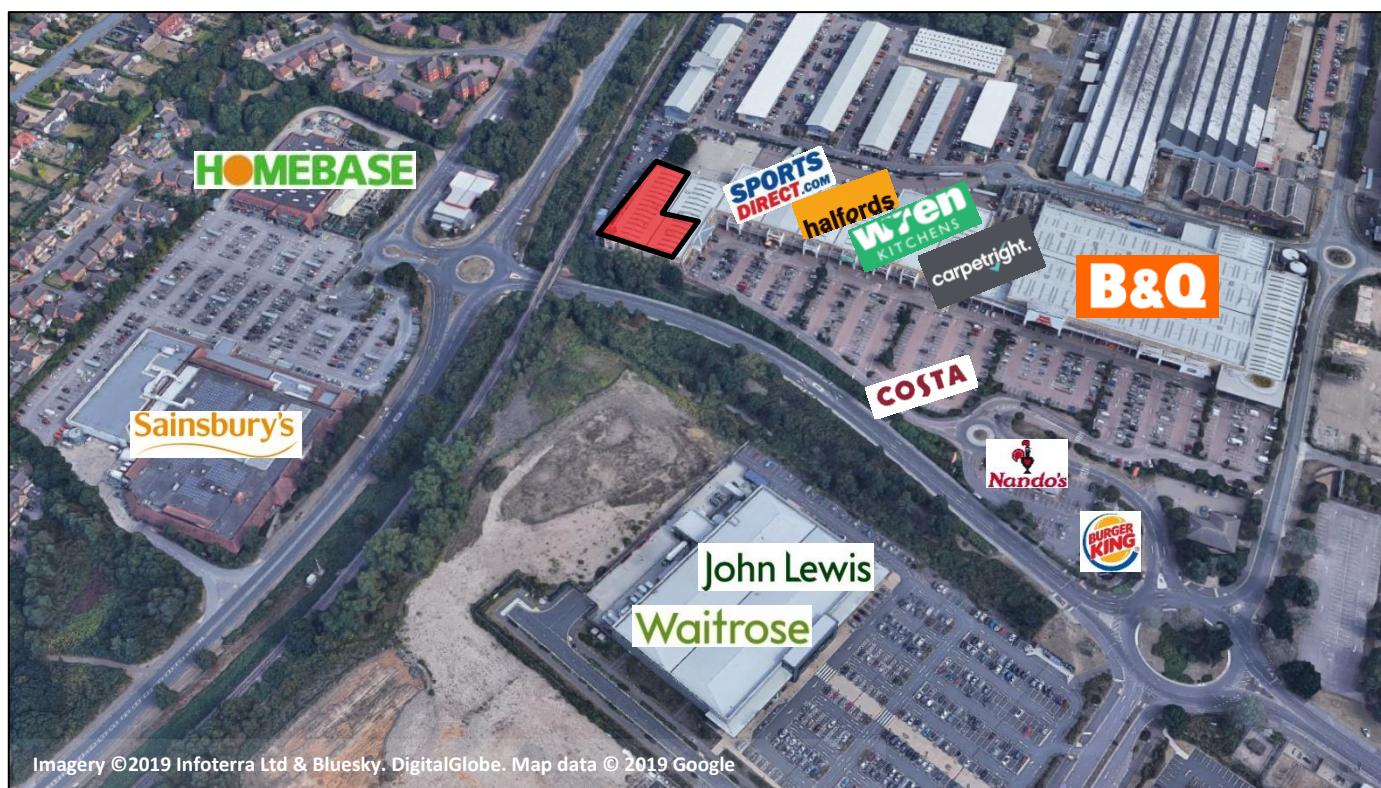 HOMEBASE
SPORTS
DIRECT.COM
halfords
wren
KITCHENS
carpetright.
B&Q
COSTA
Sainsbury's
Nando's
BURGER
KING
John Lewis
Waitrose
Imagery ©2019 Infoterra Ltd & Bluesky. DigitalGlobe. Map data © 2019 Google